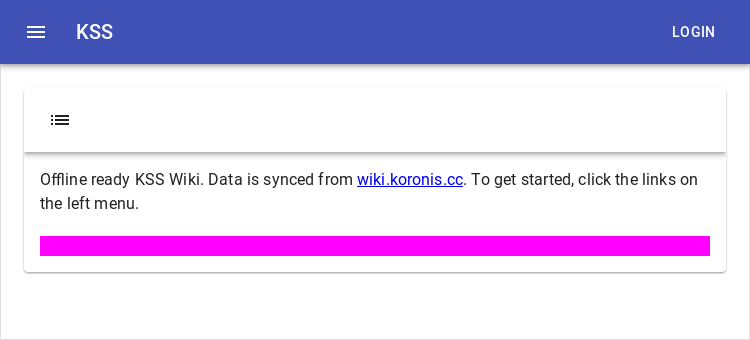 KSS
LOGIN
Offline ready KSS Wiki. Data is synced from wiki.koronis.cc. To get started, click the links on
the left menu.